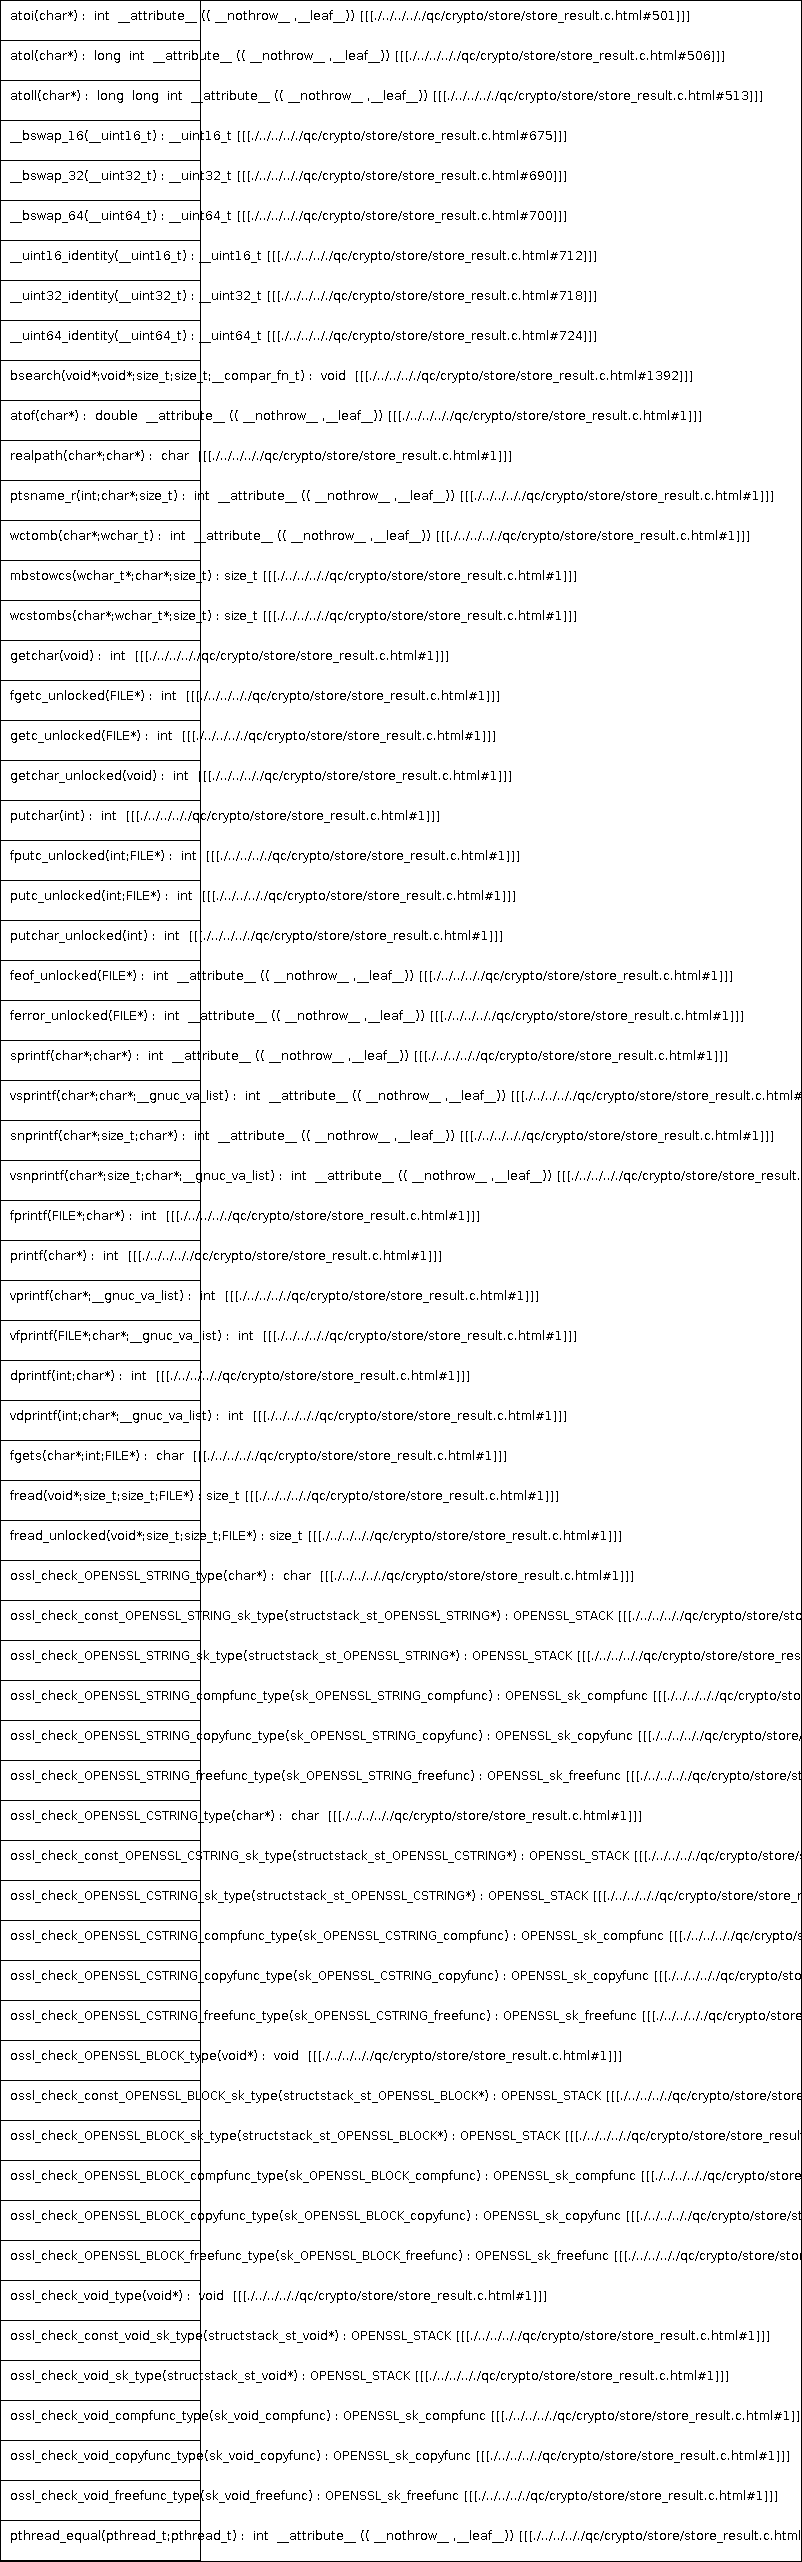 atoi(char*) :  int  __attribute__ (( __nothrow__ ,__leaf__)) [[[./../../../../qc/crypto/store/store_result.c.html#501]]]
atol(char*) :  long  int  __attribute__ (( __nothrow__ ,__leaf__)) [[[./../../../../qc/crypto/store/store_result.c.html#506]]]
atoll(char*) :  long  long  int  __attribute__ (( __nothrow__ ,__leaf__)) [[[./../../../../qc/crypto/store/store_result.c.html#513]]]
__bswap_16(__uint16_t) : __uint16_t [[[./../../../../qc/crypto/store/store_result.c.html#675]]]
__bswap_32(__uint32_t) : __uint32_t [[[./../../../../qc/crypto/store/store_result.c.html#690]]]
__bswap_64(__uint64_t) : __uint64_t [[[./../../../../qc/crypto/store/store_result.c.html#700]]]
__uint16_identity(__uint16_t) : __uint16_t [[[./../../../../qc/crypto/store/store_result.c.html#712]]]
__uint32_identity(__uint32_t) : __uint32_t [[[./../../../../qc/crypto/store/store_result.c.html#718]]]
__uint64_identity(__uint64_t) : __uint64_t [[[./../../../../qc/crypto/store/store_result.c.html#724]]]
bsearch(void*;void*;size_t;size_t;__compar_fn_t) :  void  [[[./../../../../qc/crypto/store/store_result.c.html#1392]]]
atof(char*) :  double  __attribute__ (( __nothrow__ ,__leaf__)) [[[./../../../../qc/crypto/store/store_result.c.html#1]]]
realpath(char*;char*) :  char  [[[./../../../../qc/crypto/store/store_result.c.html#1]]]
ptsname_r(int;char*;size_t) :  int  __attribute__ (( __nothrow__ ,__leaf__)) [[[./../../../../qc/crypto/store/store_result.c.html#1]]]
wctomb(char*;wchar_t) :  int  __attribute__ (( __nothrow__ ,__leaf__)) [[[./../../../../qc/crypto/store/store_result.c.html#1]]]
mbstowcs(wchar_t*;char*;size_t) : size_t [[[./../../../../qc/crypto/store/store_result.c.html#1]]]
wcstombs(char*;wchar_t*;size_t) : size_t [[[./../../../../qc/crypto/store/store_result.c.html#1]]]
getchar(void) :  int  [[[./../../../../qc/crypto/store/store_result.c.html#1]]]
fgetc_unlocked(FILE*) :  int  [[[./../../../../qc/crypto/store/store_result.c.html#1]]]
getc_unlocked(FILE*) :  int  [[[./../../../../qc/crypto/store/store_result.c.html#1]]]
getchar_unlocked(void) :  int  [[[./../../../../qc/crypto/store/store_result.c.html#1]]]
putchar(int) :  int  [[[./../../../../qc/crypto/store/store_result.c.html#1]]]
fputc_unlocked(int;FILE*) :  int  [[[./../../../../qc/crypto/store/store_result.c.html#1]]]
putc_unlocked(int;FILE*) :  int  [[[./../../../../qc/crypto/store/store_result.c.html#1]]]
putchar_unlocked(int) :  int  [[[./../../../../qc/crypto/store/store_result.c.html#1]]]
feof_unlocked(FILE*) :  int  __attribute__ (( __nothrow__ ,__leaf__)) [[[./../../../../qc/crypto/store/store_result.c.html#1]]]
ferror_unlocked(FILE*) :  int  __attribute__ (( __nothrow__ ,__leaf__)) [[[./../../../../qc/crypto/store/store_result.c.html#1]]]
sprintf(char*;char*) :  int  __attribute__ (( __nothrow__ ,__leaf__)) [[[./../../../../qc/crypto/store/store_result.c.html#1]]]
vsprintf(char*;char*;__gnuc_va_list) :  int  __attribute__ (( __nothrow__ ,__leaf__)) [[[./../../../../qc/crypto/store/store_result.c.html#
snprintf(char*;size_t;char*) :  int  __attribute__ (( __nothrow__ ,__leaf__)) [[[./../../../../qc/crypto/store/store_result.c.html#1]]]
vsnprintf(char*;size_t;char*;__gnuc_va_list) :  int  __attribute__ (( __nothrow__ ,__leaf__)) [[[./../../../../qc/crypto/store/store_result.
fprintf(FILE*;char*) :  int  [[[./../../../../qc/crypto/store/store_result.c.html#1]]]
printf(char*) :  int  [[[./../../../../qc/crypto/store/store_result.c.html#1]]]
vprintf(char*;__gnuc_va_list) :  int  [[[./../../../../qc/crypto/store/store_result.c.html#1]]]
vfprintf(FILE*;char*;__gnuc_va_list) :  int  [[[./../../../../qc/crypto/store/store_result.c.html#1]]]
dprintf(int;char*) :  int  [[[./../../../../qc/crypto/store/store_result.c.html#1]]]
vdprintf(int;char*;__gnuc_va_list) :  int  [[[./../../../../qc/crypto/store/store_result.c.html#1]]]
fgets(char*;int;FILE*) :  char  [[[./../../../../qc/crypto/store/store_result.c.html#1]]]
fread(void*;size_t;size_t;FILE*) : size_t [[[./../../../../qc/crypto/store/store_result.c.html#1]]]
fread_unlocked(void*;size_t;size_t;FILE*) : size_t [[[./../../../../qc/crypto/store/store_result.c.html#1]]]
ossl_check_OPENSSL_STRING_type(char*) :  char  [[[./../../../../qc/crypto/store/store_result.c.html#1]]]
ossl_check_const_OPENSSL_STRING_sk_type(structstack_st_OPENSSL_STRING*) : OPENSSL_STACK [[[./../../../../qc/crypto/store/sto
ossl_check_OPENSSL_STRING_sk_type(structstack_st_OPENSSL_STRING*) : OPENSSL_STACK [[[./../../../../qc/crypto/store/store_res
ossl_check_OPENSSL_STRING_compfunc_type(sk_OPENSSL_STRING_compfunc) : OPENSSL_sk_compfunc [[[./../../../../qc/crypto/sto
ossl_check_OPENSSL_STRING_copyfunc_type(sk_OPENSSL_STRING_copyfunc) : OPENSSL_sk_copyfunc [[[./../../../../qc/crypto/store/
ossl_check_OPENSSL_STRING_freefunc_type(sk_OPENSSL_STRING_freefunc) : OPENSSL_sk_freefunc [[[./../../../../qc/crypto/store/st
ossl_check_OPENSSL_CSTRING_type(char*) :  char  [[[./../../../../qc/crypto/store/store_result.c.html#1]]]
ossl_check_const_OPENSSL_CSTRING_sk_type(structstack_st_OPENSSL_CSTRING*) : OPENSSL_STACK [[[./../../../../qc/crypto/store/s
ossl_check_OPENSSL_CSTRING_sk_type(structstack_st_OPENSSL_CSTRING*) : OPENSSL_STACK [[[./../../../../qc/crypto/store/store_r
ossl_check_OPENSSL_CSTRING_compfunc_type(sk_OPENSSL_CSTRING_compfunc) : OPENSSL_sk_compfunc [[[./../../../../qc/crypto/s
ossl_check_OPENSSL_CSTRING_copyfunc_type(sk_OPENSSL_CSTRING_copyfunc) : OPENSSL_sk_copyfunc [[[./../../../../qc/crypto/sto
ossl_check_OPENSSL_CSTRING_freefunc_type(sk_OPENSSL_CSTRING_freefunc) : OPENSSL_sk_freefunc [[[./../../../../qc/crypto/store
ossl_check_OPENSSL_BLOCK_type(void*) :  void  [[[./../../../../qc/crypto/store/store_result.c.html#1]]]
ossl_check_const_OPENSSL_BLOCK_sk_type(structstack_st_OPENSSL_BLOCK*) : OPENSSL_STACK [[[./../../../../qc/crypto/store/store
ossl_check_OPENSSL_BLOCK_sk_type(structstack_st_OPENSSL_BLOCK*) : OPENSSL_STACK [[[./../../../../qc/crypto/store/store_result
ossl_check_OPENSSL_BLOCK_compfunc_type(sk_OPENSSL_BLOCK_compfunc) : OPENSSL_sk_compfunc [[[./../../../../qc/crypto/store
ossl_check_OPENSSL_BLOCK_copyfunc_type(sk_OPENSSL_BLOCK_copyfunc) : OPENSSL_sk_copyfunc [[[./../../../../qc/crypto/store/st
ossl_check_OPENSSL_BLOCK_freefunc_type(sk_OPENSSL_BLOCK_freefunc) : OPENSSL_sk_freefunc [[[./../../../../qc/crypto/store/stor
ossl_check_void_type(void*) :  void  [[[./../../../../qc/crypto/store/store_result.c.html#1]]]
ossl_check_const_void_sk_type(structstack_st_void*) : OPENSSL_STACK [[[./../../../../qc/crypto/store/store_result.c.html#1]]]
ossl_check_void_sk_type(structstack_st_void*) : OPENSSL_STACK [[[./../../../../qc/crypto/store/store_result.c.html#1]]]
ossl_check_void_compfunc_type(sk_void_compfunc) : OPENSSL_sk_compfunc [[[./../../../../qc/crypto/store/store_result.c.html#1]]]
ossl_check_void_copyfunc_type(sk_void_copyfunc) : OPENSSL_sk_copyfunc [[[./../../../../qc/crypto/store/store_result.c.html#1]]]
ossl_check_void_freefunc_type(sk_void_freefunc) : OPENSSL_sk_freefunc [[[./../../../../qc/crypto/store/store_result.c.html#1]]]
pthread_equal(pthread_t;pthread_t) :  int  __attribute__ (( __nothrow__ ,__leaf__)) [[[./../../../../qc/crypto/store/store_result.c.html